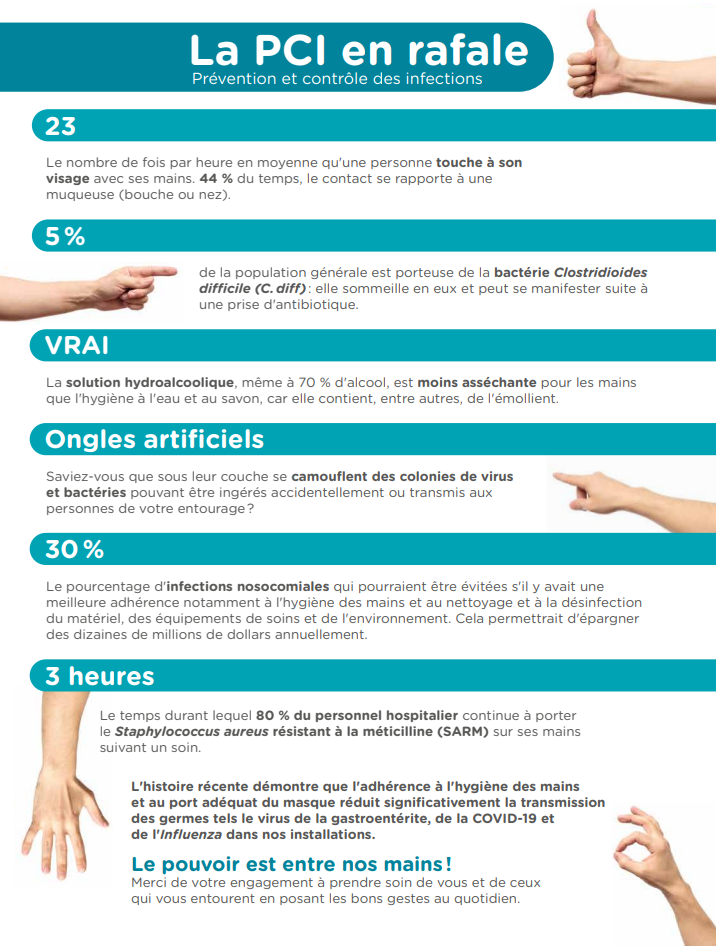 La PCI en rafale
Prévention et contrôle des infections
23
Le nombre de fois par heure en moyenne qu'une personne touche à son
visage avec ses mains. 44 % du temps, le contact se rapporte à une
muqueuse (bouche ou nez).
5 %
de la population générale est porteuse de la bactérie Clostridioides
difficile (C. diff) : elle sommeille en eux et peut se manifester suite à
une prise d'antibiotique.
VRAI
La solution hydroalcoolique, même à 70 % d'alcool, est moins asséchante pour les mains
que l'hygiène à l'eau et au savon, car elle contient, entre autres, de l'émollient.
Ongles artificiels
Saviez-vous que sous leur couche se camouflent des colonies de virus
et bactéries pouvant être ingérés accidentellement ou transmis aux
personnes de votre entourage ?
30 %
Le pourcentage d'infections nosocomiales qui pourraient être évitées s'il y avait une
meilleure adhérence notamment à l'hygiène des mains et au nettoyage et à la désinfection
du matériel, des équipements de soins et de l'environnement. Cela permettrait d'épargner
des dizaines de millions de dollars annuellement.
3 heures
Le temps durant lequel 80 % du personnel hospitalier continue à porter
le Staphylococcus aureus résistant à la méticilline (SARM) sur ses mains
suivant un soin.
L'histoire récente démontre que l'adhérence à l'hygiène des mains
et au port adéquat du masque réduit significativement la transmission
des germes tels le virus de la gastroentérite, de la COVID-19 et
de l'Influenza dans nos installations.
Le pouvoir est entre nos mains !
Merci de votre engagement à prendre soin de vous et de ceux
qui vous entourent en posant les bons gestes au quotidien.